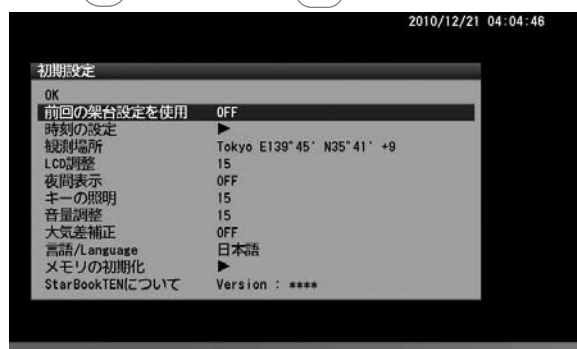 2010/12/21 04:04:46
初期設定
OK
前回の架台設定を使用 OFF
時刻の設定 ▶
観測場所 Tokyo E139°45′ N35°41′ +9
LCD調整 15
夜間表示 OFF
キーの照明 15
音量調整 15
大気差補正 OFF
言語/Language 日本語
メモリの初期化 ▶
StarBookTENについて Version : ****